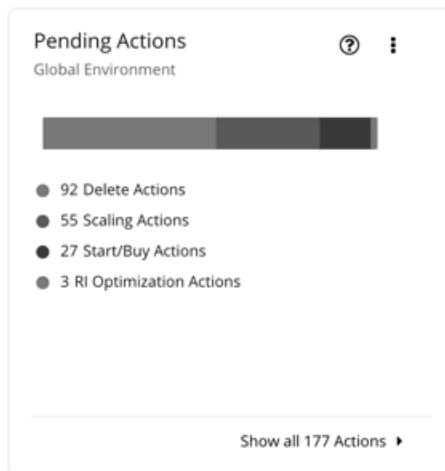 Pending Actions
Global Environment
92 Delete Actions
55 Scaling Actions
27 Start/Buy Actions
3 RI Optimization Actions
Show all 177 Actions